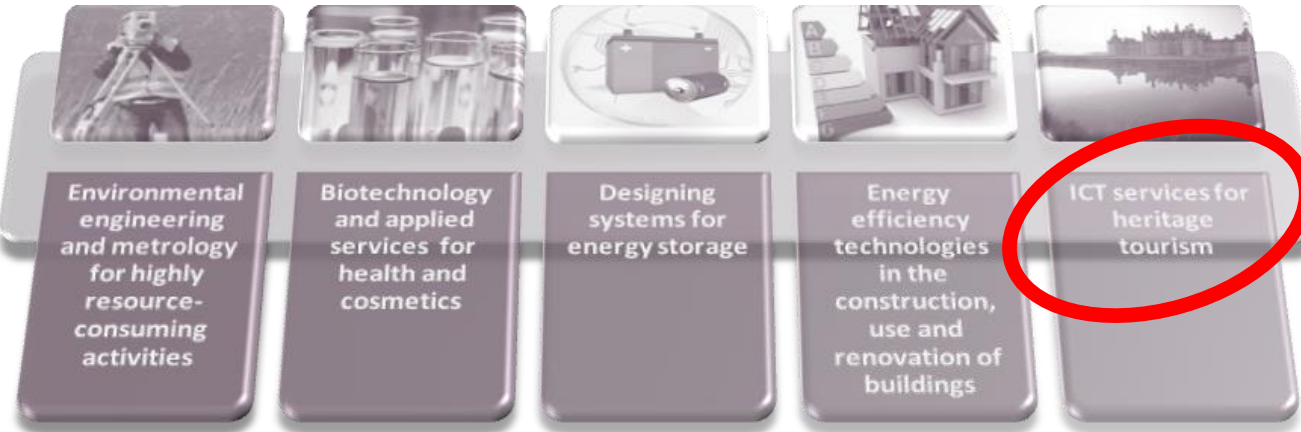 Environmental
engineering
and metrology
for highly
resource-
consuming
activities
Biotechnology
and applied
services for
health and
cosmetics
Designing
systems for
energy storage
Energy
efficiency
technologies
in the
construction,
use and
renovation of
buildings
ICT services for
heritage
tourism